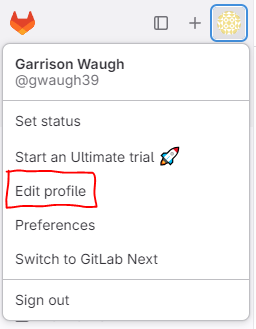 Garrison Waugh
@gwaugh39
Set status
Start an Ultimate trial 🚀
Edit profile
Preferences
Switch to GitLab Next
Sign out